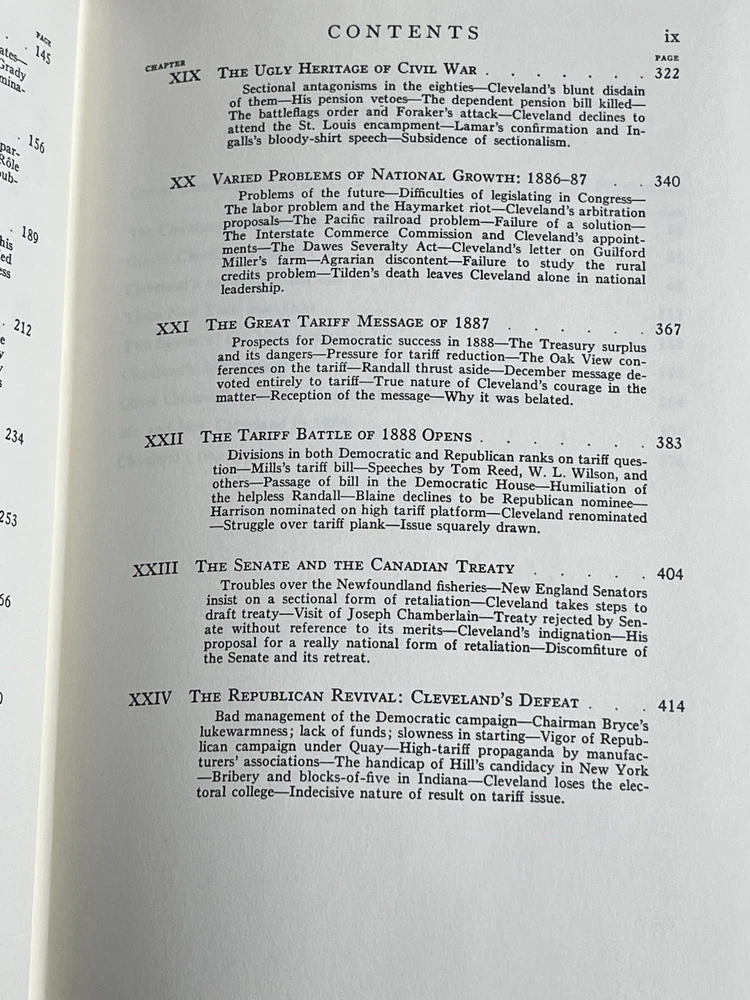 PAGE
ates— · 145
Grady
mina-
156
par-
Rôle
pub-
· 189
his
ed
ess
· 212
e
y
y
s
234
253
66
CONTENTS ix
CHAPTER PAGE
XIX THE UGLY HERITAGE OF CIVIL WAR . . . . . . . 322
Sectional antagonisms in the eighties—Cleveland's blunt disdain
of them—His pension vetoes—The dependent pension bill killed—
The battleflags order and Foraker's attack—Cleveland declines to
attend the St. Louis encampment—Lamar's confirmation and In-
galls's bloody-shirt speech—Subsidence of sectionalism.
XX VARIED PROBLEMS OF NATIONAL GROWTH: 1886–87 . . 340
Problems of the future—Difficulties of legislating in Congress—
The labor problem and the Haymarket riot—Cleveland's arbitration
proposals—The Pacific railroad problem—Failure of a solution—
The Interstate Commerce Commission and Cleveland's appoint-
ments—The Dawes Severalty Act—Cleveland's letter on Guilford
Miller's farm—Agrarian discontent—Failure to study the rural
credits problem—Tilden's death leaves Cleveland alone in national
leadership.
XXI THE GREAT TARIFF MESSAGE OF 1887 . . . . . . 367
Prospects for Democratic success in 1888—The Treasury surplus
and its dangers—Pressure for tariff reduction—The Oak View con-
ferences on the tariff—Randall thrust aside—December message de-
voted entirely to tariff—True nature of Cleveland's courage in the
matter—Reception of the message—Why it was belated.
XXII THE TARIFF BATTLE OF 1888 OPENS . . . . . . . 383
Divisions in both Democratic and Republican ranks on tariff ques-
tion—Mills's tariff bill—Speeches by Tom Reed, W. L. Wilson, and
others—Passage of bill in the Democratic House—Humiliation of
the helpless Randall—Blaine declines to be Republican nominee—
Harrison nominated on high tariff platform—Cleveland renominated
—Struggle over tariff plank—Issue squarely drawn.
XXIII THE SENATE AND THE CANADIAN TREATY . . . . . 404
Troubles over the Newfoundland fisheries—New England Senators
insist on a sectional form of retaliation—Cleveland takes steps to
draft treaty—Visit of Joseph Chamberlain—Treaty rejected by Sen-
ate without reference to its merits—Cleveland's indignation—His
proposal for a really national form of retaliation—Discomfiture of
the Senate and its retreat.
XXIV THE REPUBLICAN REVIVAL: CLEVELAND'S DEFEAT . . . 414
Bad management of the Democratic campaign—Chairman Bryce's
lukewarmness; lack of funds; slowness in starting—Vigor of Repub-
lican campaign under Quay—High-tariff propaganda by manufac-
turers' associations—The handicap of Hill's candidacy in New York
—Bribery and blocks-of-five in Indiana—Cleveland loses the elec-
toral college—Indecisive nature of result on tariff issue.